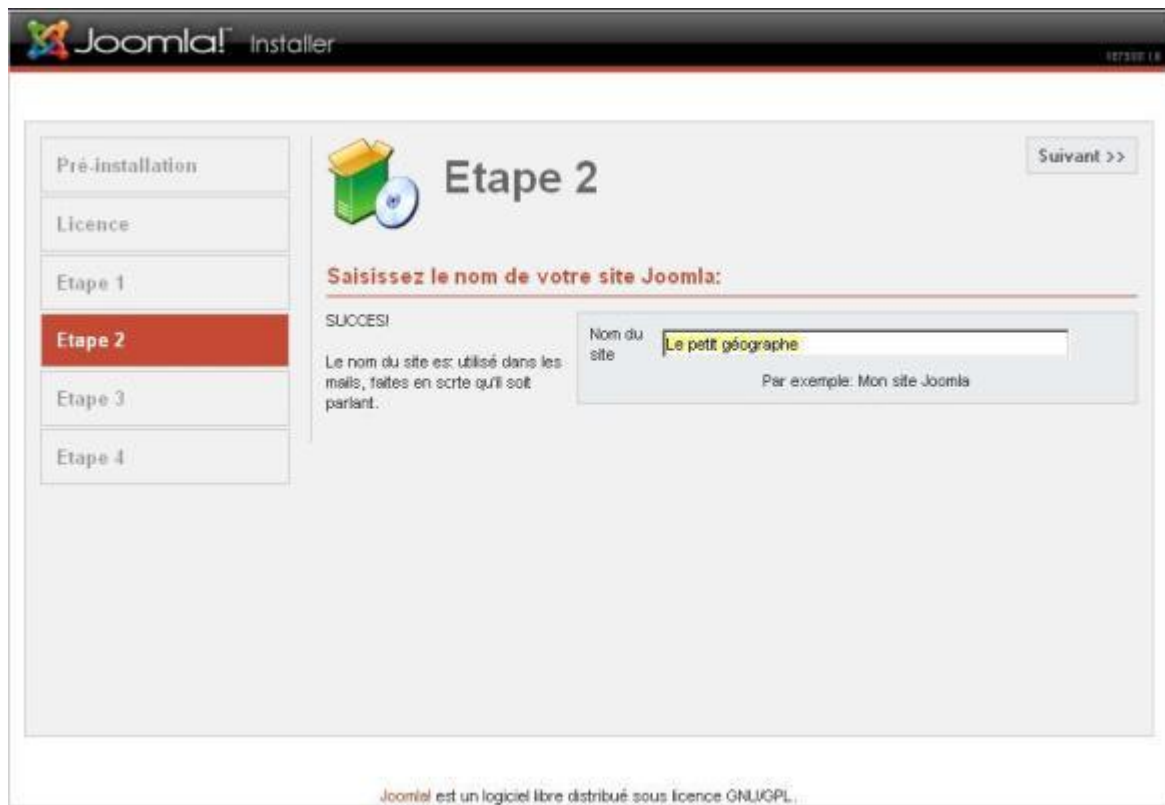 Joomla! Installer
Suivant >>
Pré-installation
Licence
Etape 1
Etape 2
Etape 3
Etape 4
Etape 2
Saisissez le nom de votre site Joomla:
SUCCES!
Le nom du site est utilisé dans les
mails, faites en sorte qu'il soit
parlant.
Nom du
site
Le petit géographe
Par exemple: Mon site Joomla
Joomla! est un logiciel libre distribué sous licence GNU/GPL.